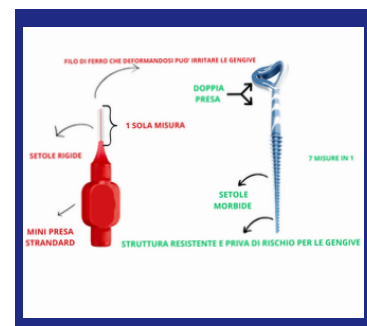 FILO DI FERRO CHE DEFORMANDOSI PUO' IRRITARE LE GENGIVE
DOPPIA
PRESA
1 SOLA MISURA
SETOLE RIGIDE
7 MISURE IN 1
SETOLE
MORBIDE
MINI PRESA
STRANDARD
STRUTTURA RESISTENTE E PRIVA DI RISCHIO PER LE GENGIVE